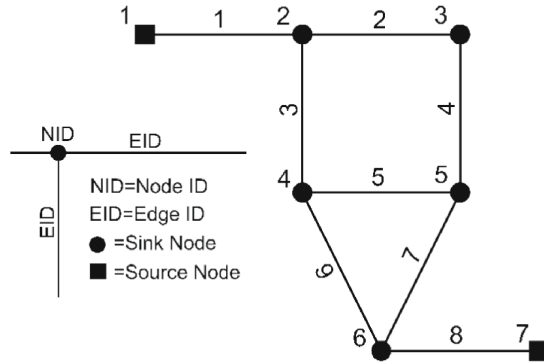 1
1
2
2
3
3
4
NID
EID
EID
NID=Node ID
EID=Edge ID
=Sink Node
=Source Node
4
5
5
6
7
6
8
7